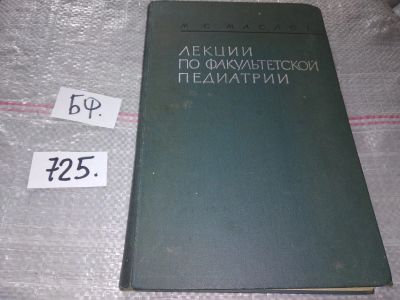 М. С. МАСЛОВ
ЛЕКЦИИ
ПО ФАКУЛЬТЕТСКОЙ
ПЕДИАТРИИ
БФ.
725.